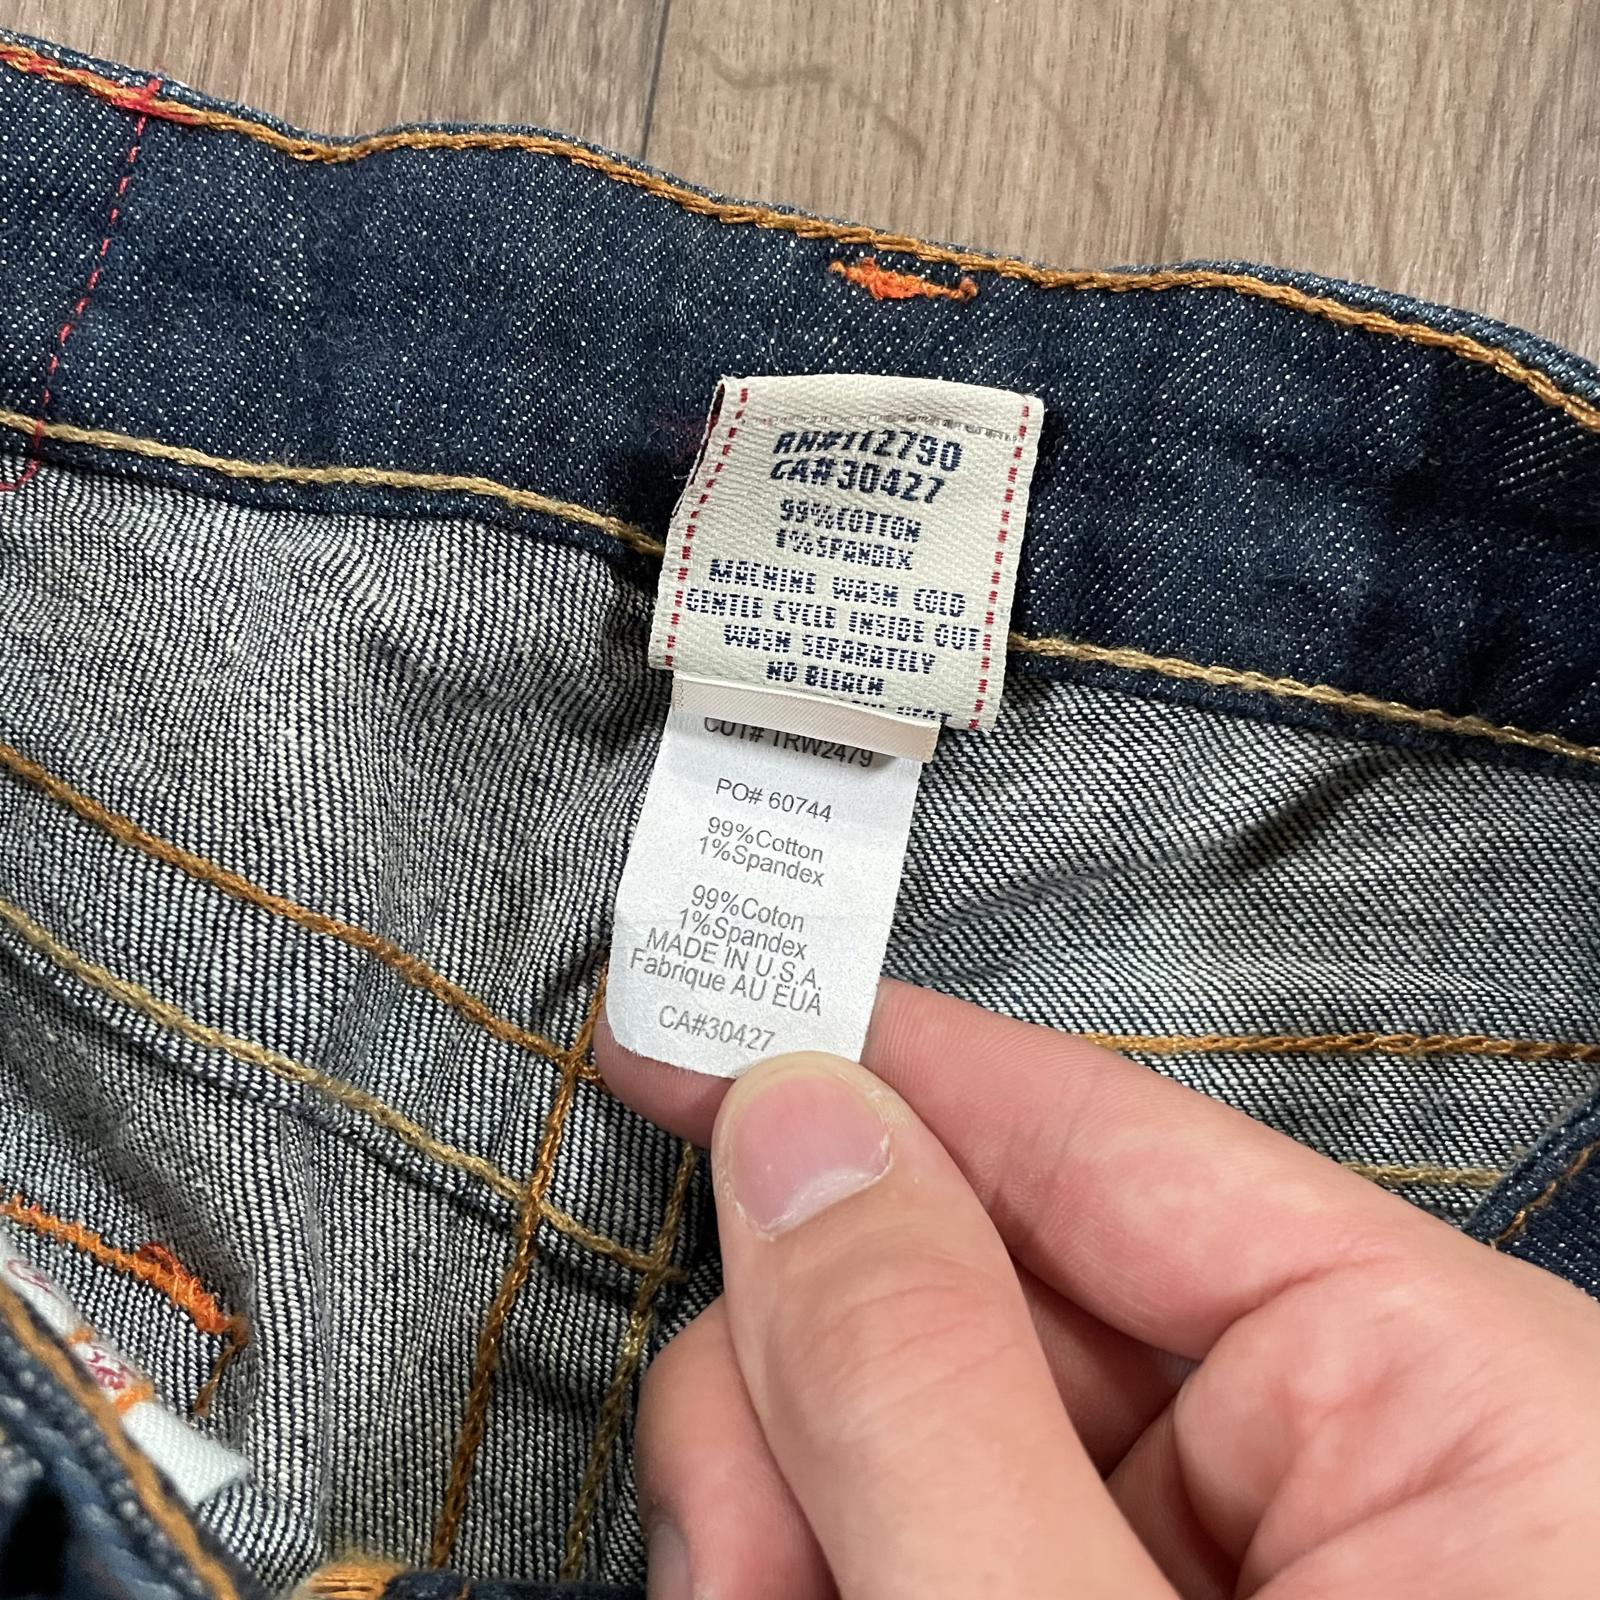 RN#112790
CA#30427
99%COTTON
1%SPANDEX
MACHINE WASH COLD
GENTLE CYCLE INSIDE OUT
WASH SEPARATELY
NO BLEACH
CUT# TRW2479
PO# 60744
99%Cotton
1%Spandex
99%Coton
1%Spandex
MADE IN U.S.A.
Fabrique AU EUA
CA#30427